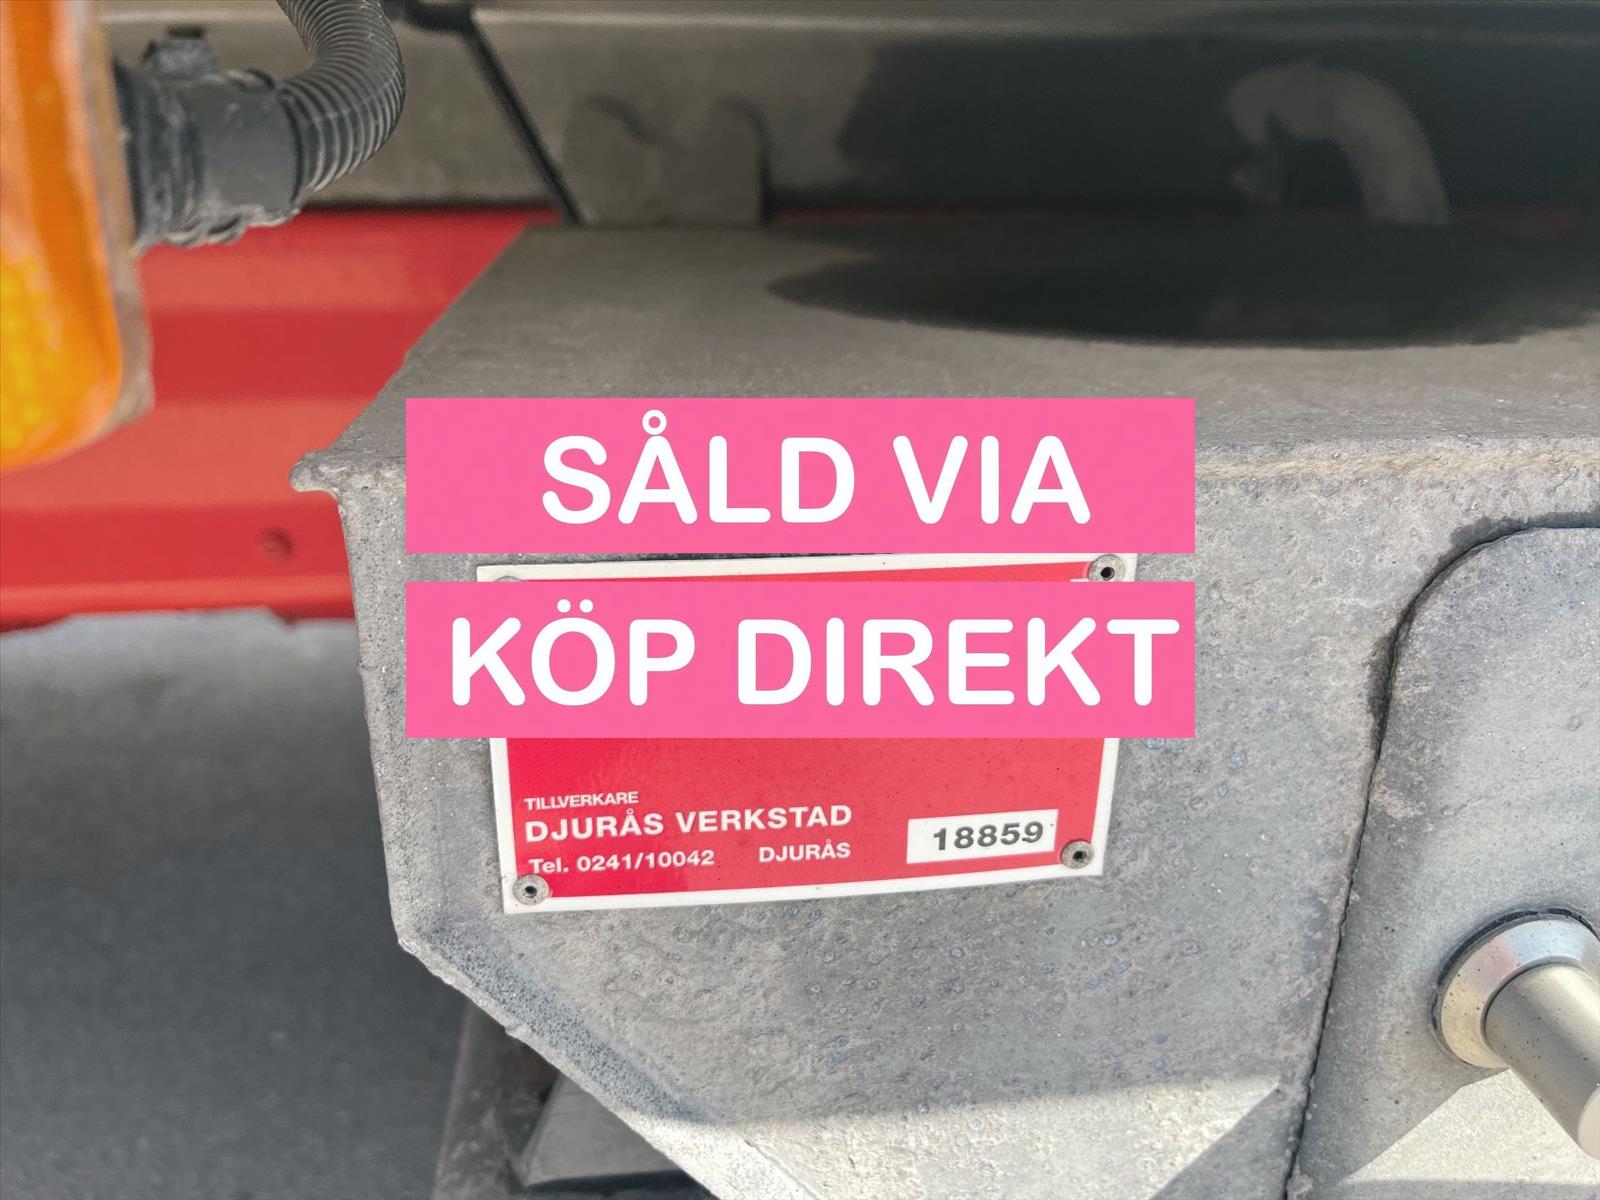 SÅLD VIA
KÖP DIREKT
TILLVERKARE
DJURÅS VERKSTAD
Tel. 0241/10042 DJURÅS
18859